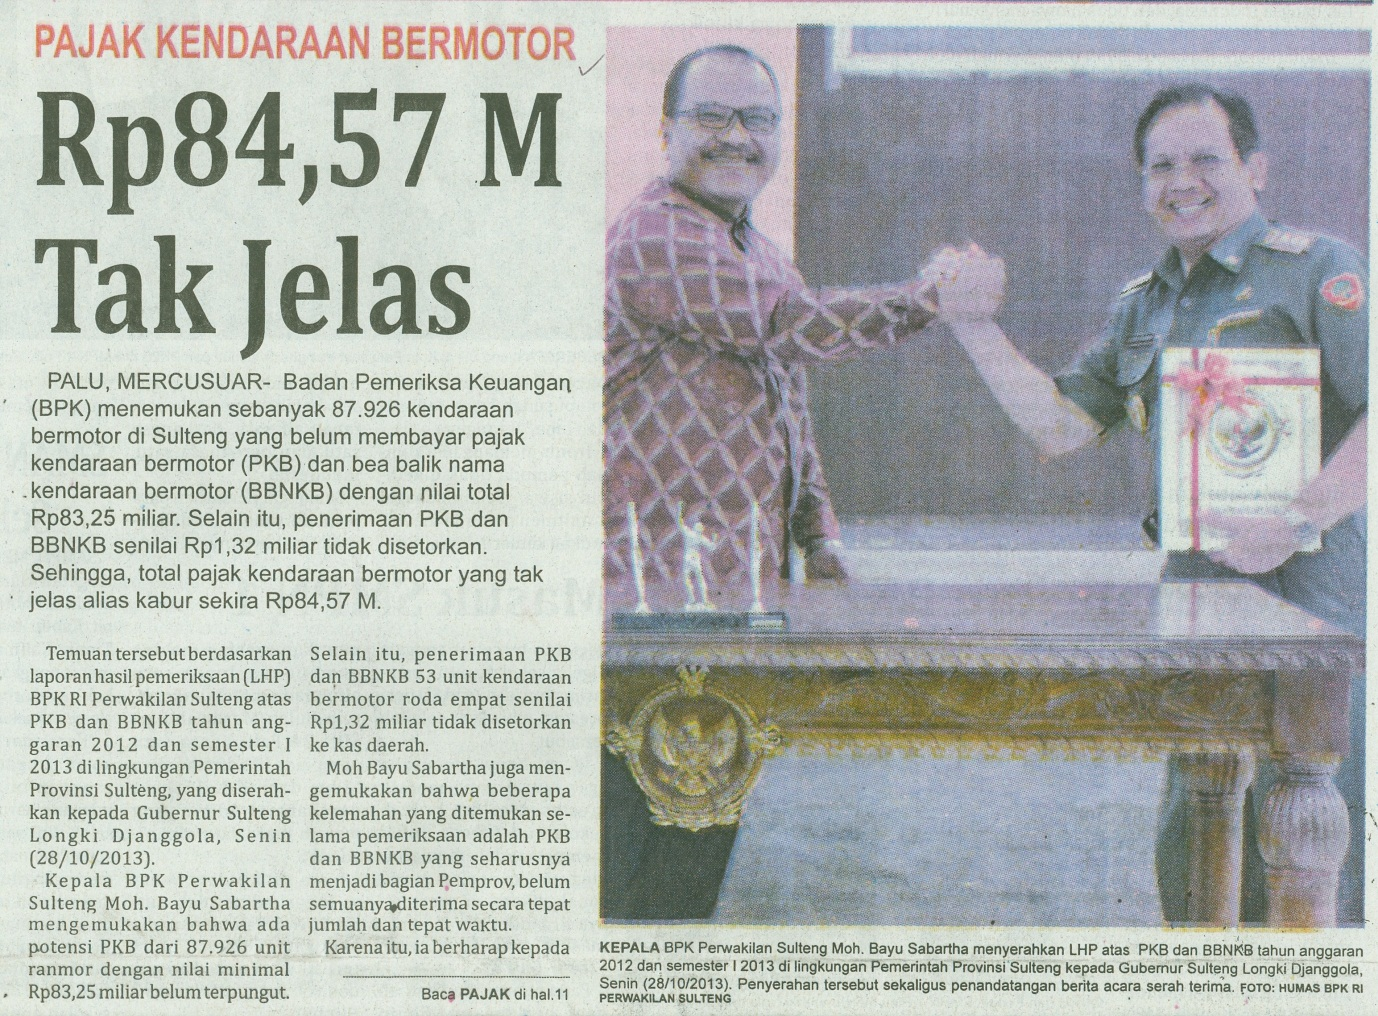 PAJAK KENDARAAN BERMOTOR
Rp84,57 M
Tak Jelas
PALU, MERCUSUAR- Badan Pemeriksa Keuangan
(BPK) menemukan sebanyak 87.926 kendaraan
bermotor di Sulteng yang belum membayar pajak
kendaraan bermotor (PKB) dan bea balik nama
kendaraan bermotor (BBNKB) dengan nilai total
Rp83,25 miliar. Selain itu, penerimaan PKB dan
BBNKB senilai Rp1,32 miliar tidak disetorkan.
Sehingga, total pajak kendaraan bermotor yang tak
jelas alias kabur sekira Rp84,57 M.
Temuan tersebut berdasarkan
laporan hasil pemeriksaan (LHP)
BPK RI Perwakilan Sulteng atas
PKB dan BBNKB tahun ang-
garan 2012 dan semester I
2013 di lingkungan Pemerintah
Provinsi Sulteng, yang diserah-
kan kepada Gubernur Sulteng
Longki Djanggola, Senin
(28/10/2013).
Kepala BPK Perwakilan
Sulteng Moh. Bayu Sabartha
mengemukakan bahwa ada
potensi PKB dari 87.926 unit
ranmor dengan nilai minimal
Rp83,25 miliar belum terpungut.
Selain itu, penerimaan PKB
dan BBNKB 53 unit kendaraan
bermotor roda empat senilai
Rp1,32 miliar tidak disetorkan
ke kas daerah.
Moh Bayu Sabartha juga men-
gemukakan bahwa beberapa
kelemahan yang ditemukan se-
lama pemeriksaan adalah PKB
dan BBNKB yang seharusnya
menjadi bagian Pemprov, belum
semuanya diterima secara tepat
jumlah dan tepat waktu.
Karena itu, ia berharap kepada
Baca PAJAK di hal.11
KEPALA BPK Perwakilan Sulteng Moh. Bayu Sabartha menyerahkan LHP atas PKB dan BBNKB tahun anggaran
2012 dan semester I 2013 di lingkungan Pemerintah Provinsi Sulteng kepada Gubernur Sulteng Longki Djanggola,
Senin (28/10/2013). Penyerahan tersebut sekaligus penandatangan berita acara serah terima. FOTO: HUMAS BPK RI
PERWAKILAN SULTENG